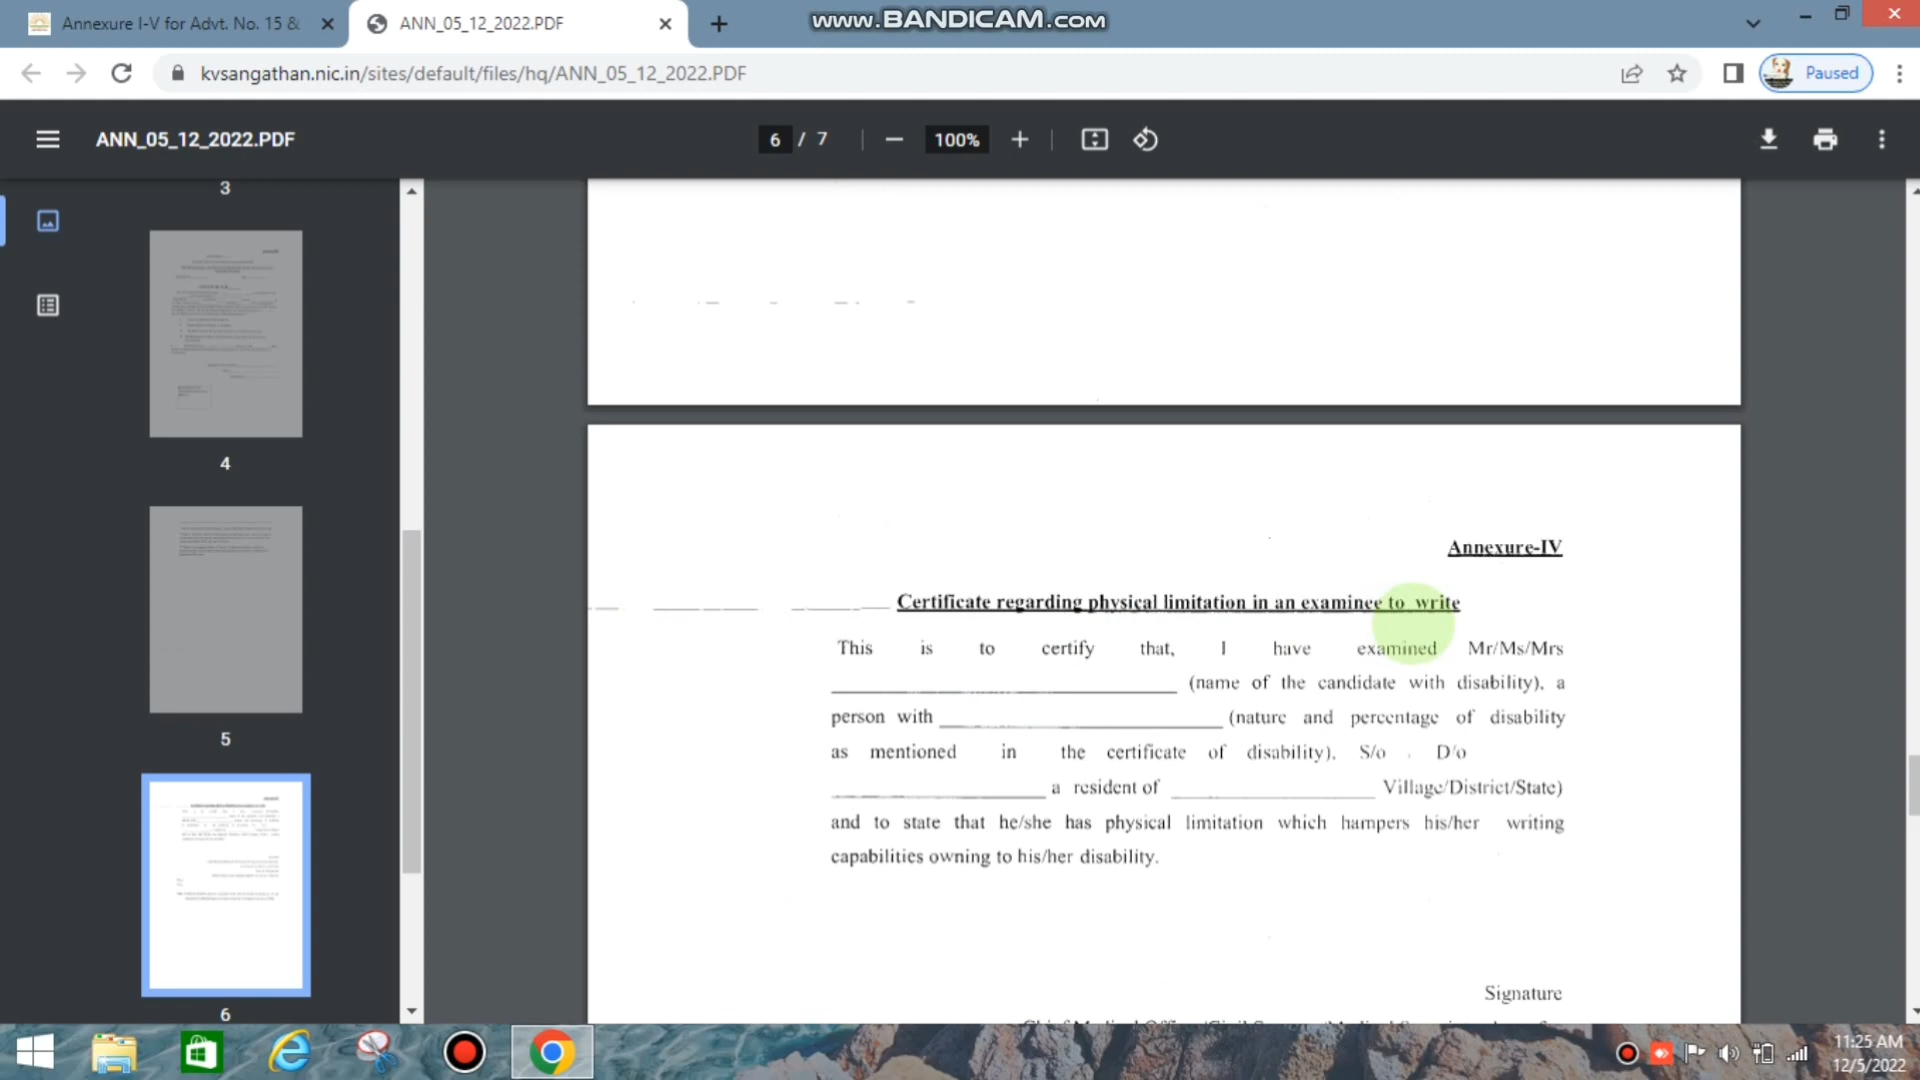 Annexure I-V for Advt. No. 15 &
ANN_05_12_2022.PDF
www.BANDICAM.com
kvsangathan.nic.in/sites/default/files/hq/ANN_05_12_2022.PDF
Paused
ANN_05_12_2022.PDF
6 / 7
100%
3
4
5
6
Annexure-IV
Certificate regarding physical limitation in an examinee to write
This is to certify that, I have examined Mr/Ms/Mrs
(name of the candidate with disability), a
person with (nature and percentage of disability
as mentioned in the certificate of disability), S/o D/o
a resident of Village/District/State)
and to state that he/she has physical limitation which hampers his/her writing
capabilities owning to his/her disability.
Signature
11:25 AM
12/5/2022